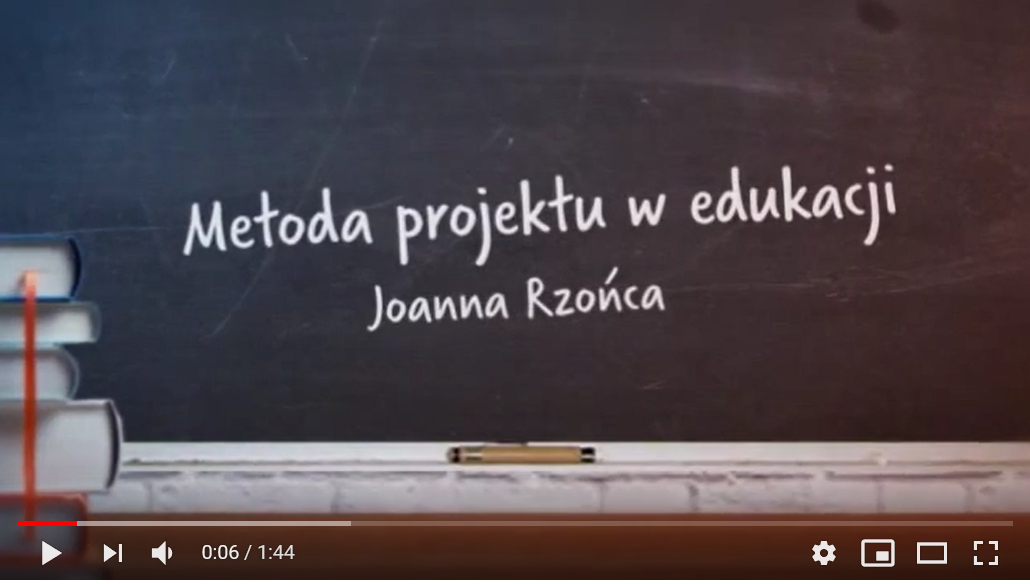 Metoda projektu w edukacji
Joanna Rzońca
0:06 / 1:44